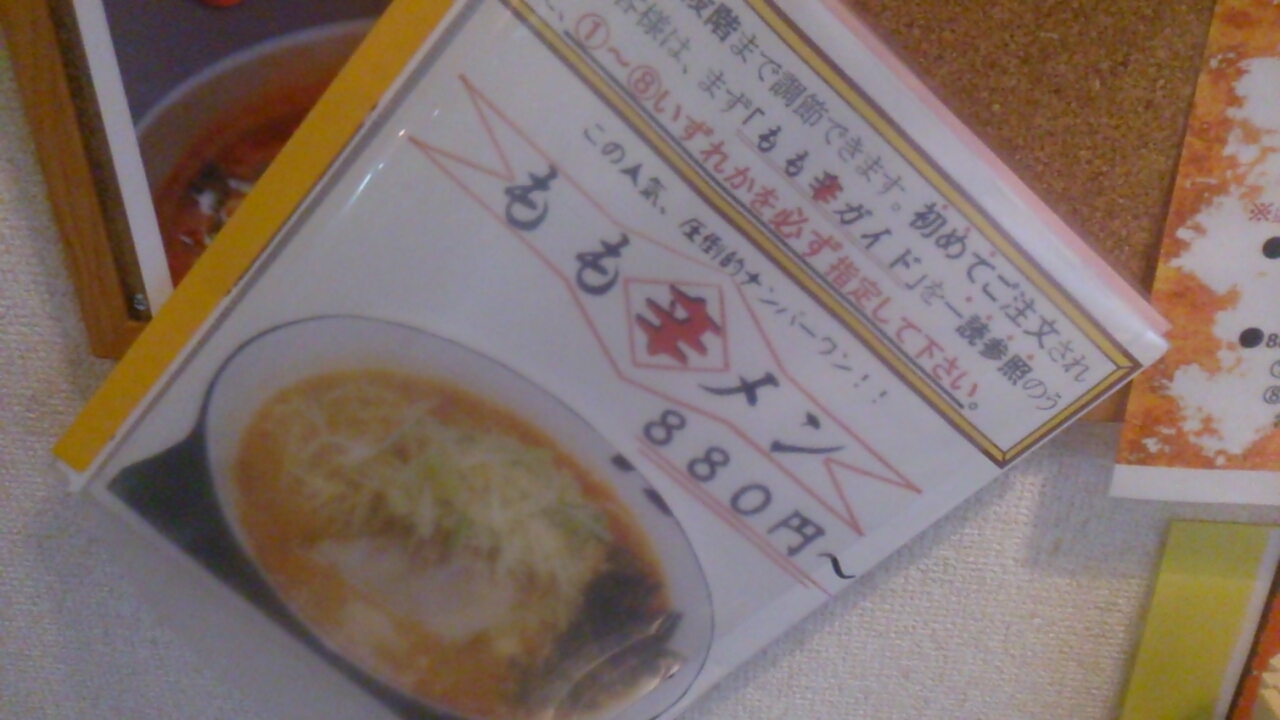 段階まで調節できます。初めてご注文され
客様は、まず「もも辛ガイド」を一読参照のう
①～⑧いずれかを必ず指定して下さい。
この人気、圧倒的ナンバーワン！！
もも辛メン
880円～